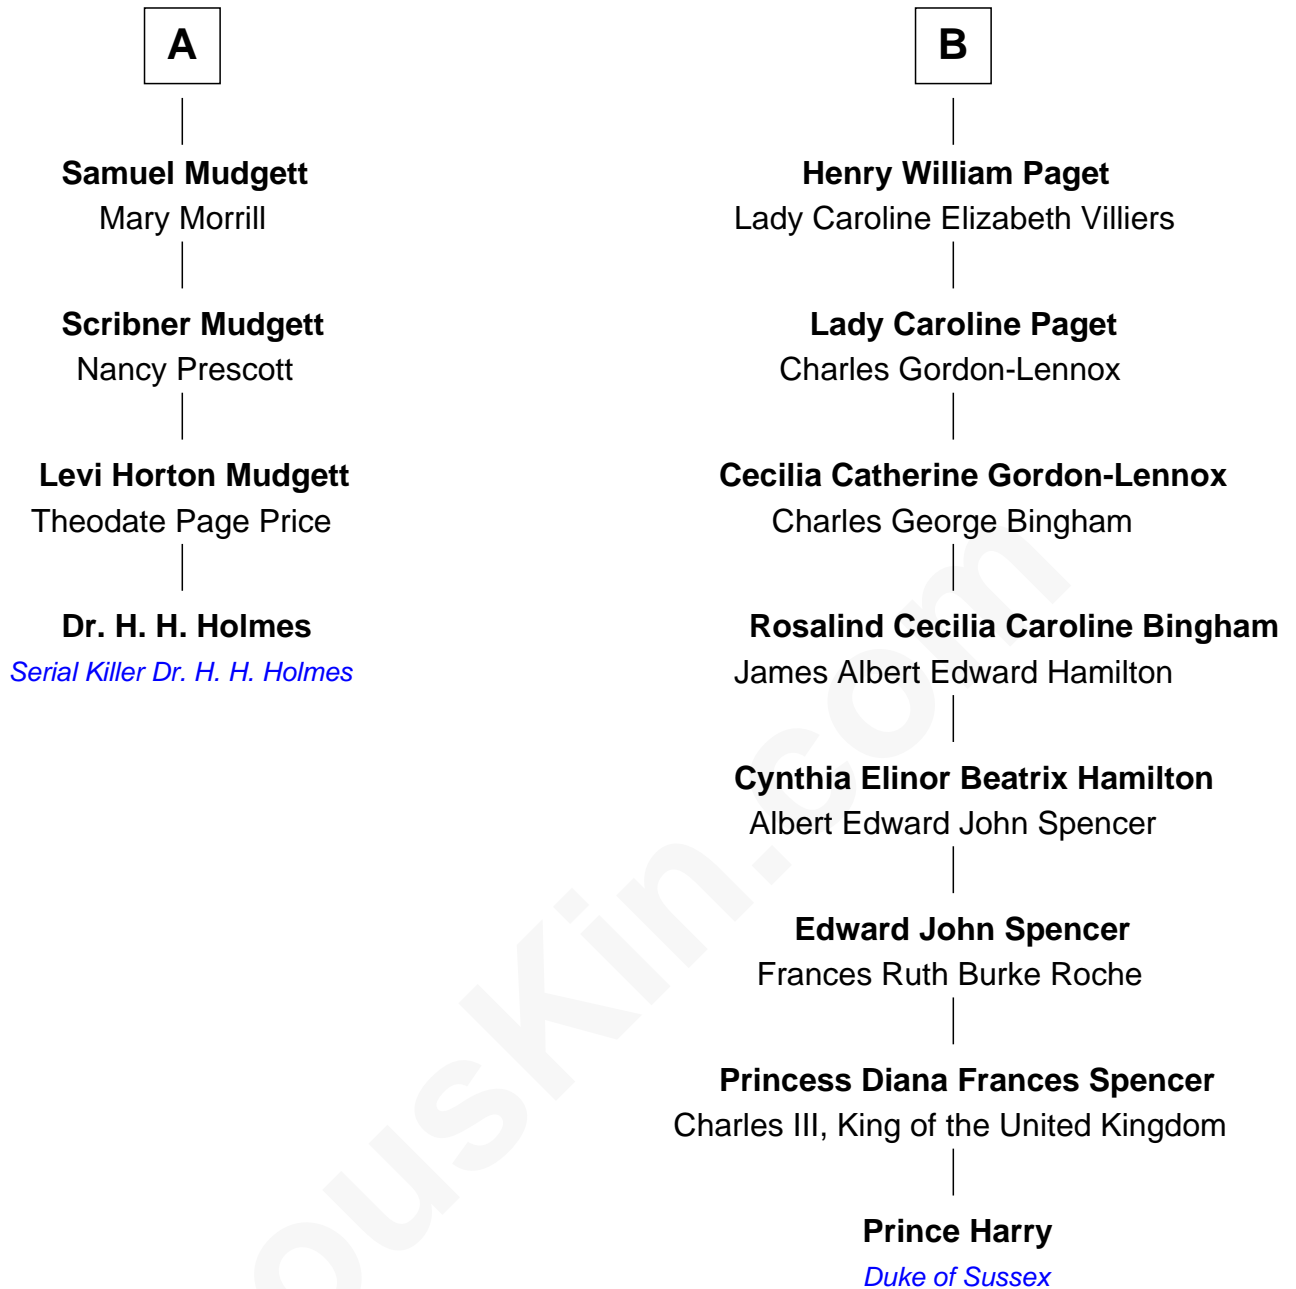 A
Samuel Mudgett
Mary Morrill
Scribner Mudgett
Nancy Prescott
Levi Horton Mudgett
Theodate Page Price
Dr. H. H. Holmes
Serial Killer Dr. H. H. Holmes
B
Henry William Paget
Lady Caroline Elizabeth Villiers
Lady Caroline Paget
Charles Gordon-Lennox
Cecilia Catherine Gordon-Lennox
Charles George Bingham
Rosalind Cecilia Caroline Bingham
James Albert Edward Hamilton
Cynthia Elinor Beatrix Hamilton
Albert Edward John Spencer
Edward John Spencer
Frances Ruth Burke Roche
Princess Diana Frances Spencer
Charles III, King of the United Kingdom
Prince Harry
Duke of Sussex
ousKin.com